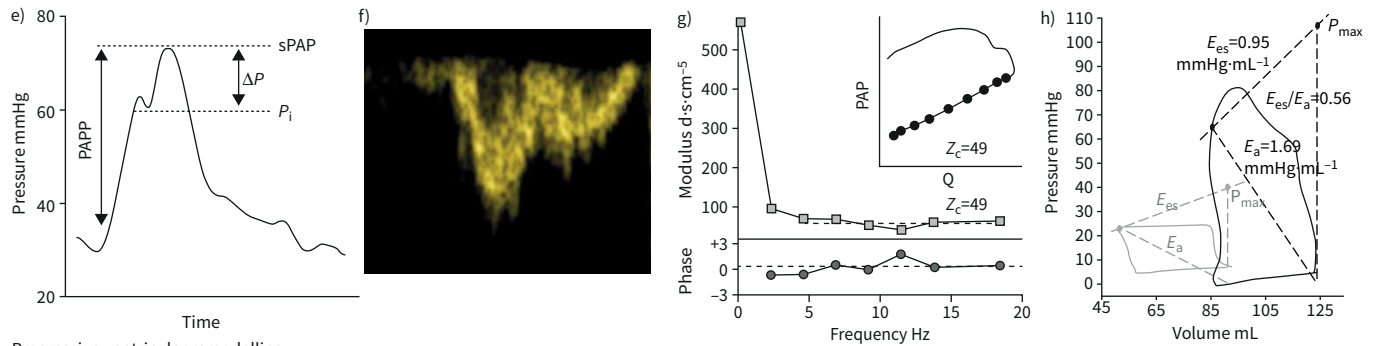 e)
80
60
40
20
Pressure mmHg
PAPP
sPAP
ΔP
Pi
Time
f)
g)
500
400
300
200
100
Modulus d·s·cm−5
+3
0
−3
Phase
0
5
10
15
20
Frequency Hz
PAP
Zc=49
Q
Zc=49
h)
110
100
90
80
70
60
50
40
30
20
10
0
Pressure mmHg
Ees=0.95
mmHg·mL−1
Pmax
Ees/Ea=0.56
Ea=1.69
mmHg·mL−1
Ees
Pmax
Ea
45
65
85
105
125
Volume mL